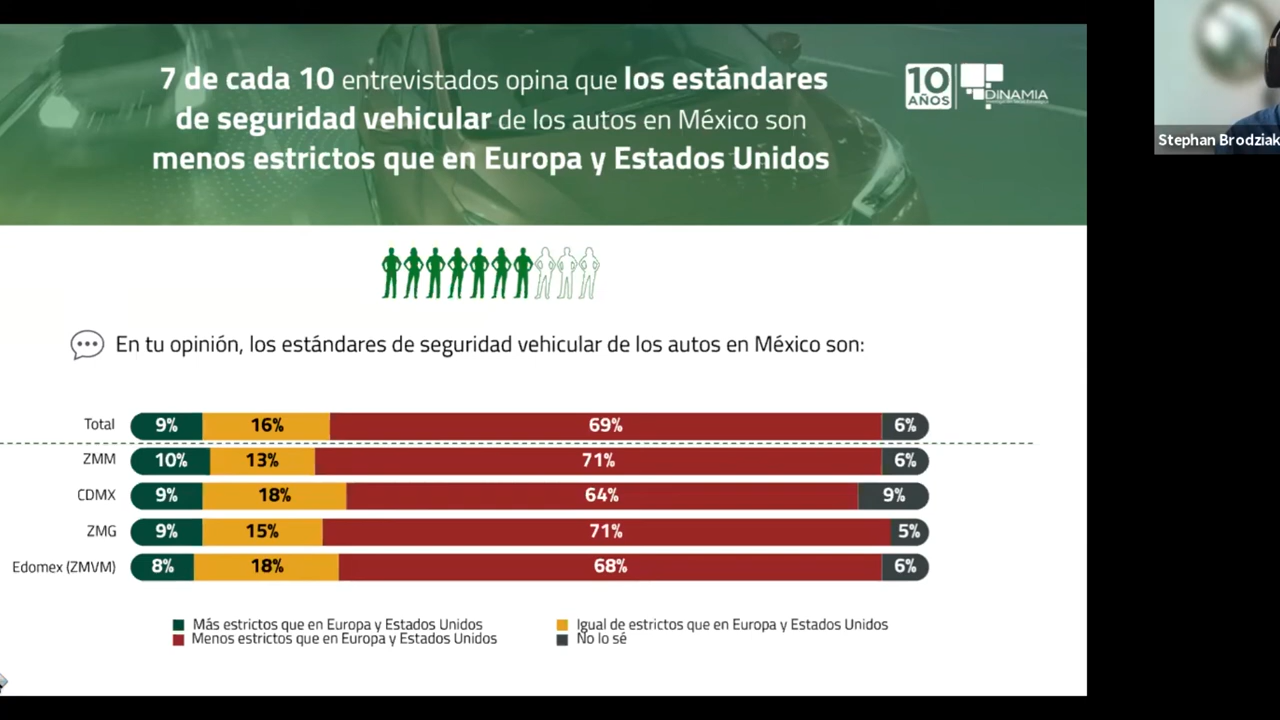 7 de cada 10 entrevistados opina que los estándares
de seguridad vehicular de los autos en México son
menos estrictos que en Europa y Estados Unidos
10
AÑOS
DINAMIA
Stephan Brodziak
En tu opinión, los estándares de seguridad vehicular de los autos en México son:
Total 9% 16% 69% 6%
ZMM 10% 13% 71% 6%
CDMX 9% 18% 64% 9%
ZMG 9% 15% 71% 5%
Edomex (ZMVM) 8% 18% 68% 6%
Más estrictos que en Europa y Estados Unidos
Igual de estrictos que en Europa y Estados Unidos
Menos estrictos que en Europa y Estados Unidos
No lo sé